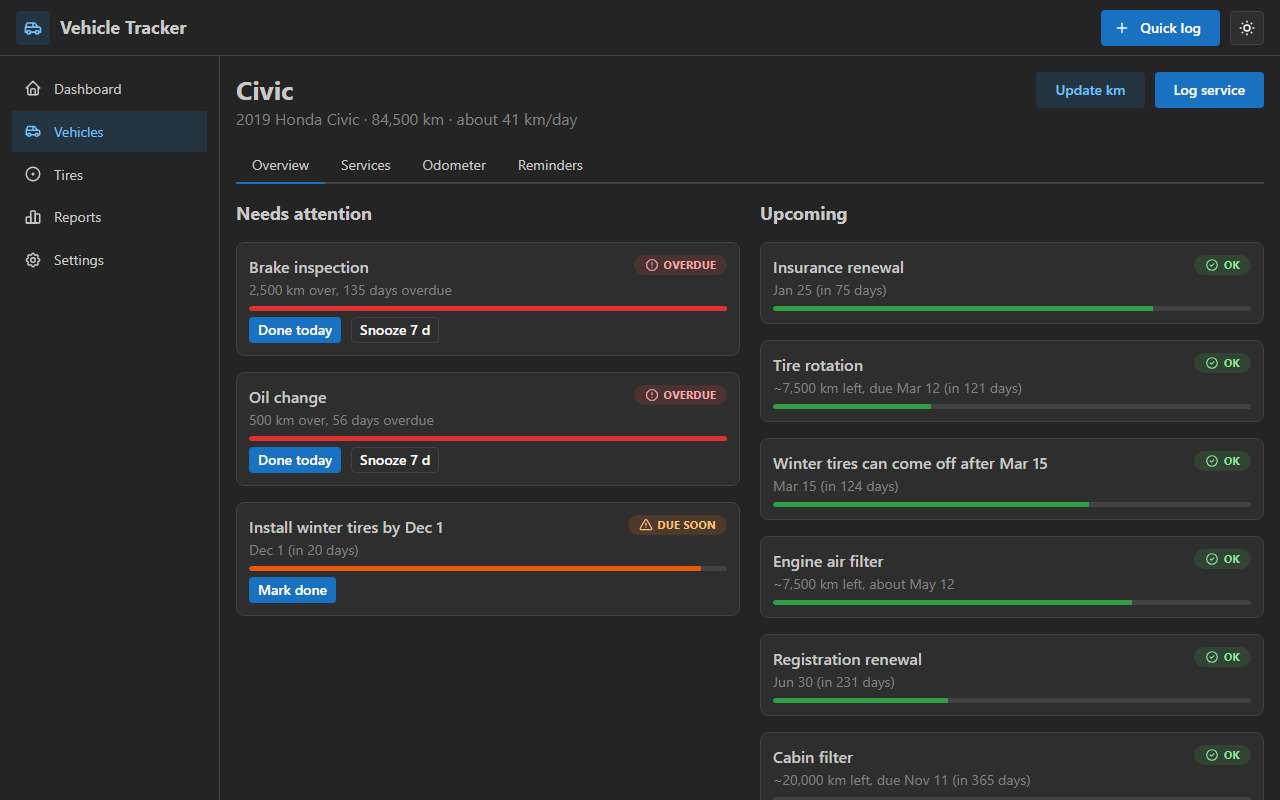 Vehicle Tracker
Quick log
Dashboard
Vehicles
Tires
Reports
Settings
Civic
2019 Honda Civic · 84,500 km · about 41 km/day
Update km
Log service
Overview
Services
Odometer
Reminders
Needs attention
Brake inspection
OVERDUE
2,500 km over, 135 days overdue
Done today
Snooze 7 d
Oil change
OVERDUE
500 km over, 56 days overdue
Done today
Snooze 7 d
Install winter tires by Dec 1
DUE SOON
Dec 1 (in 20 days)
Mark done
Upcoming
Insurance renewal
OK
Jan 25 (in 75 days)
Tire rotation
OK
~7,500 km left, due Mar 12 (in 121 days)
Winter tires can come off after Mar 15
OK
Mar 15 (in 124 days)
Engine air filter
OK
~7,500 km left, about May 12
Registration renewal
OK
Jun 30 (in 231 days)
Cabin filter
OK
~20,000 km left, due Nov 11 (in 365 days)